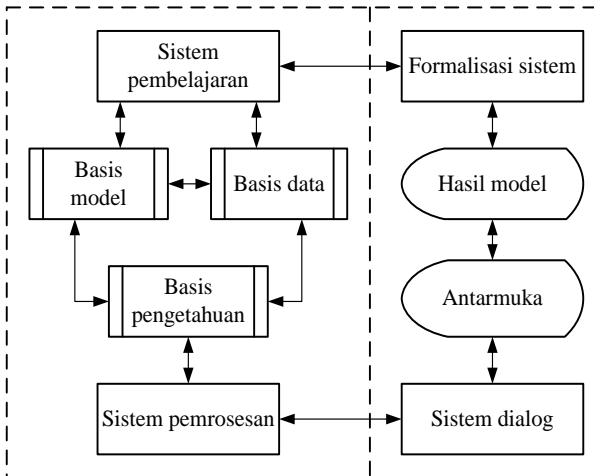 Sistem
pembelajaran
Formalisasi sistem
Basis
model
Basis data
Hasil model
Basis
pengetahuan
Antarmuka
Sistem pemrosesan
Sistem dialog